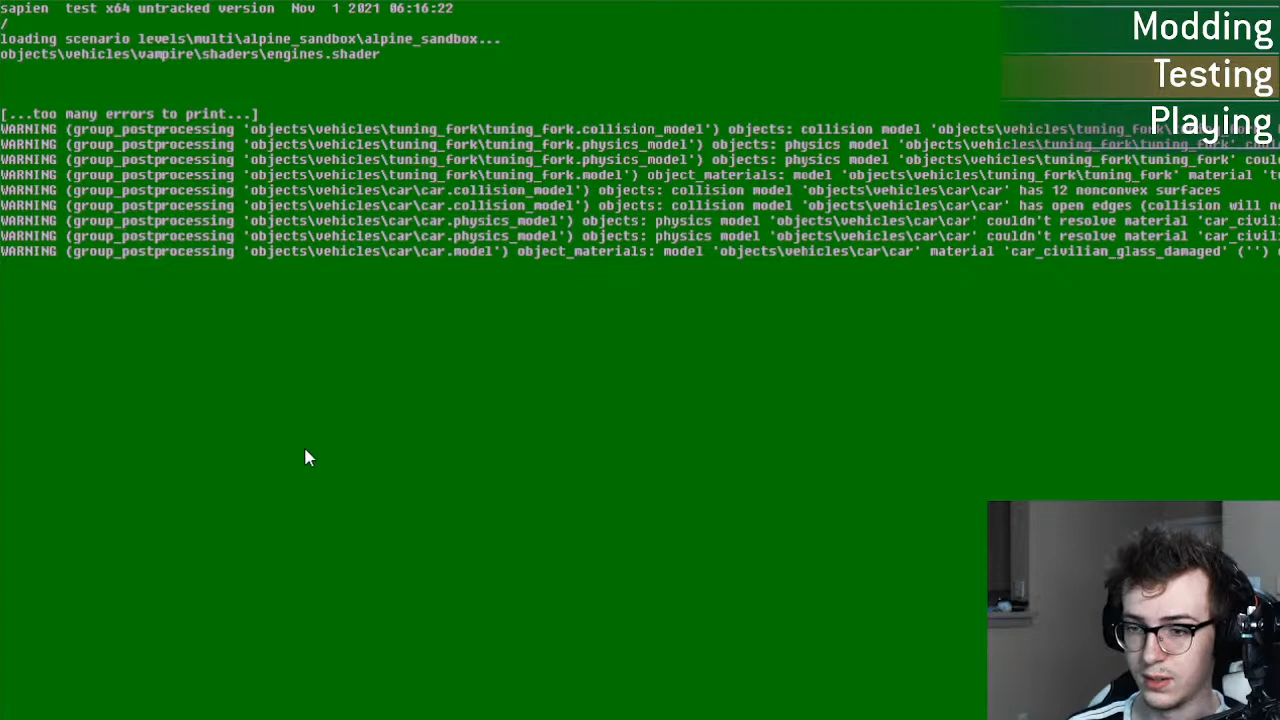 sapien  test x64 untracked version  Nov  1 2021 06:16:22
/
loading scenario levels\multi\alpine_sandbox\alpine_sandbox...
objects\vehicles\vampire\shaders\engines.shader
[...too many errors to print...]
WARNING (group_postprocessing 'objects\vehicles\tuning_fork\tuning_fork.collision_model') objects: collision model 'objects\vehicles\tuning_fork\tuning_fork'
WARNING (group_postprocessing 'objects\vehicles\tuning_fork\tuning_fork.physics_model') objects: physics model 'objects\vehicles\tuning_fork\tuning_fork'
WARNING (group_postprocessing 'objects\vehicles\tuning_fork\tuning_fork.physics_model') objects: physics model 'objects\vehicles\tuning_fork\tuning_fork'
WARNING (group_postprocessing 'objects\vehicles\tuning_fork\tuning_fork.model') object_materials: model 'objects\vehicles\tuning_fork\tuning_fork' material
WARNING (group_postprocessing 'objects\vehicles\car\car.collision_model') objects: collision model 'objects\vehicles\car\car' has 12 nonconvex surfaces
WARNING (group_postprocessing 'objects\vehicles\car\car.collision_model') objects: collision model 'objects\vehicles\car\car' has open edges (collision will
WARNING (group_postprocessing 'objects\vehicles\car\car.physics_model') objects: physics model 'objects\vehicles\car\car' couldn't resolve material 'car_civil
WARNING (group_postprocessing 'objects\vehicles\car\car.physics_model') objects: physics model 'objects\vehicles\car\car' couldn't resolve material 'car_civil
WARNING (group_postprocessing 'objects\vehicles\car\car.model') object_materials: model 'objects\vehicles\car\car' material 'car_civilian_glass_damaged' ('')
Modding
Testing
Playing